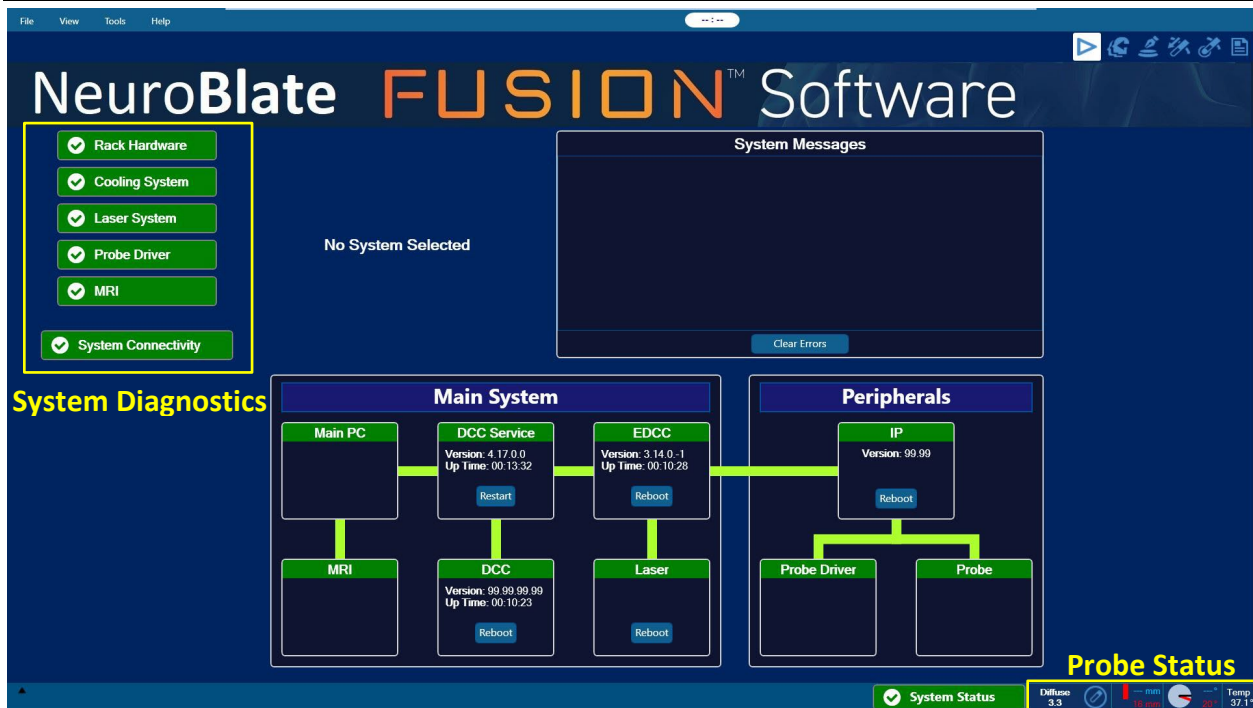 File View Tools Help
--:--
NeuroBlate FUSION™ Software
Rack Hardware
Cooling System
Laser System
Probe Driver
MRI
System Connectivity
System Diagnostics
No System Selected
System Messages
Clear Errors
Main System
Main PC
DCC Service
Version: 4.17.0.0
Up Time: 00:13:32
Restart
EDCC
Version: 3.14.0.-1
Up Time: 00:10:28
Reboot
MRI
DCC
Version: 99.99.99.99
Up Time: 00:10:23
Reboot
Laser
Reboot
Peripherals
IP
Version: 99.99
Reboot
Probe Driver
Probe
Probe Status
System Status
Diffuse
3.3
--- mm
16 mm
---°
20°
Temp
37.1°